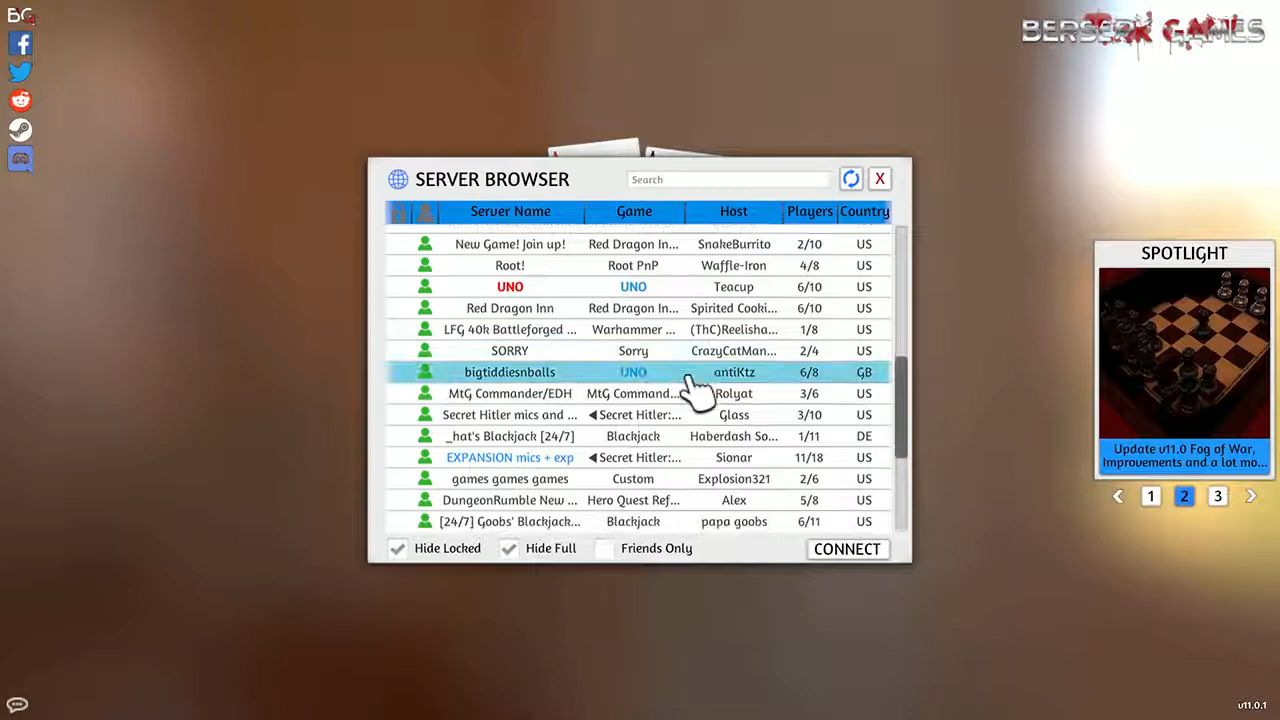 BG
BERSERK GAMES
SERVER BROWSER
Search
X
Server Name Game Host Players Country
New Game! Join up! Red Dragon In... SnakeBurrito 2/10 US
Root! Root PnP Waffle-Iron 4/8 US
UNO UNO Teacup 6/10 US
Red Dragon Inn Red Dragon In... Spirited Cooki... 6/10 US
LFG 40k Battleforged ... Warhammer ... (ThC)Reelisha... 1/8 US
SORRY Sorry CrazyCatMan... 2/4 US
bigtiddiesnballs UNO antiKtz 6/8 GB
MtG Commander/EDH MtG Command... Rolyat 3/6 US
Secret Hitler mics and ... ◀Secret Hitler:... Glass 3/10 US
_hat's Blackjack [24/7] Blackjack Haberdash So... 1/11 DE
EXPANSION mics + exp ◀Secret Hitler:... Sionar 11/18 US
games games games Custom Explosion321 2/6 US
DungeonRumble New ... Hero Quest Ref... Alex 5/8 US
[24/7] Goobs' Blackjack... Blackjack papa goobs 6/11 US
Hide Locked Hide Full Friends Only CONNECT
SPOTLIGHT
Update v11.0 Fog of War,
Improvements and a lot mo...
1 2 3
v11.0.1